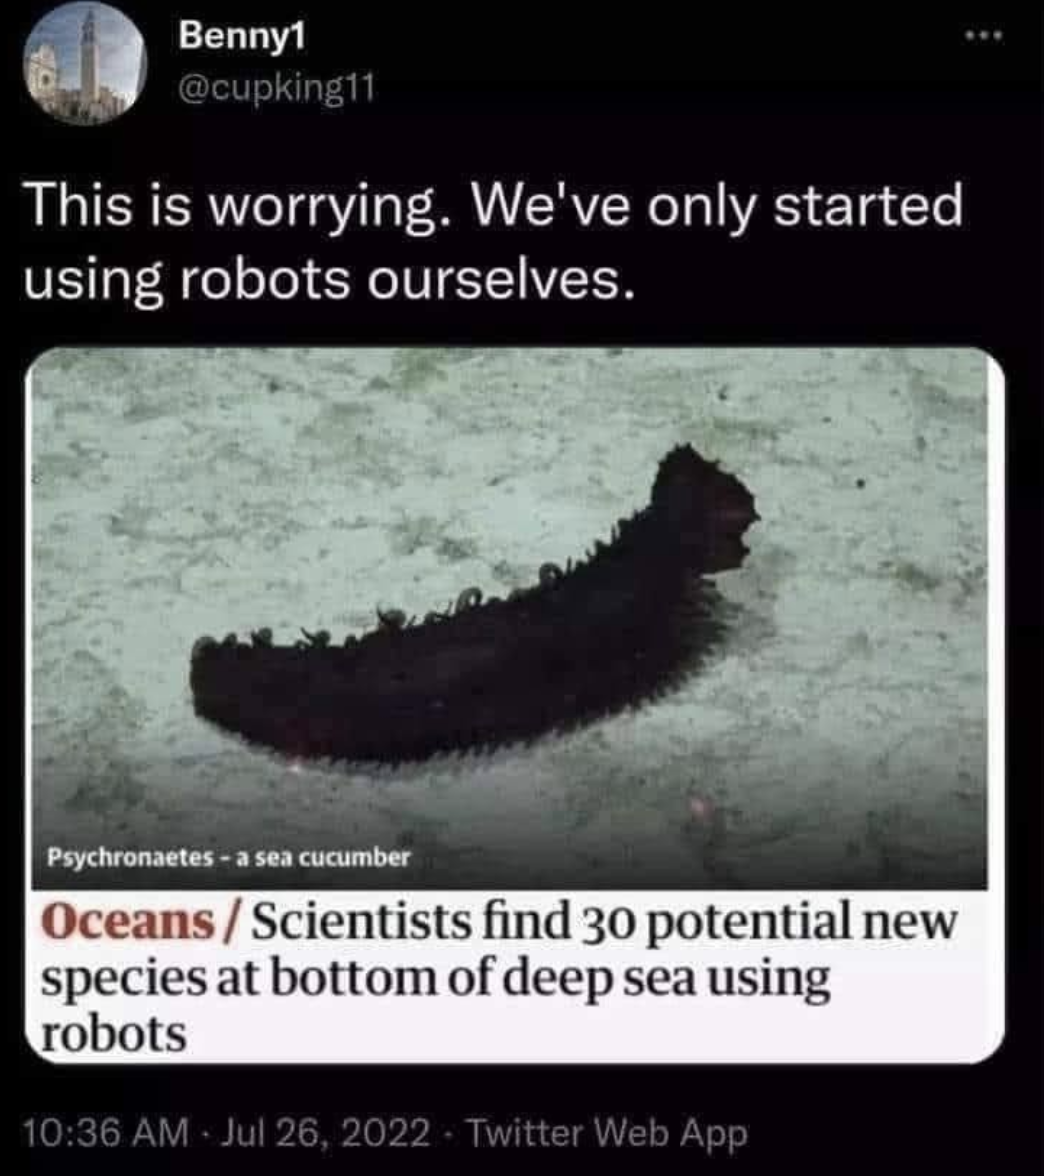 Benny1
@cupking11
This is worrying. We've only started
using robots ourselves.
Psychronaetes - a sea cucumber
Oceans / Scientists find 30 potential new
species at bottom of deep sea using
robots
10:36 AM · Jul 26, 2022 · Twitter Web App